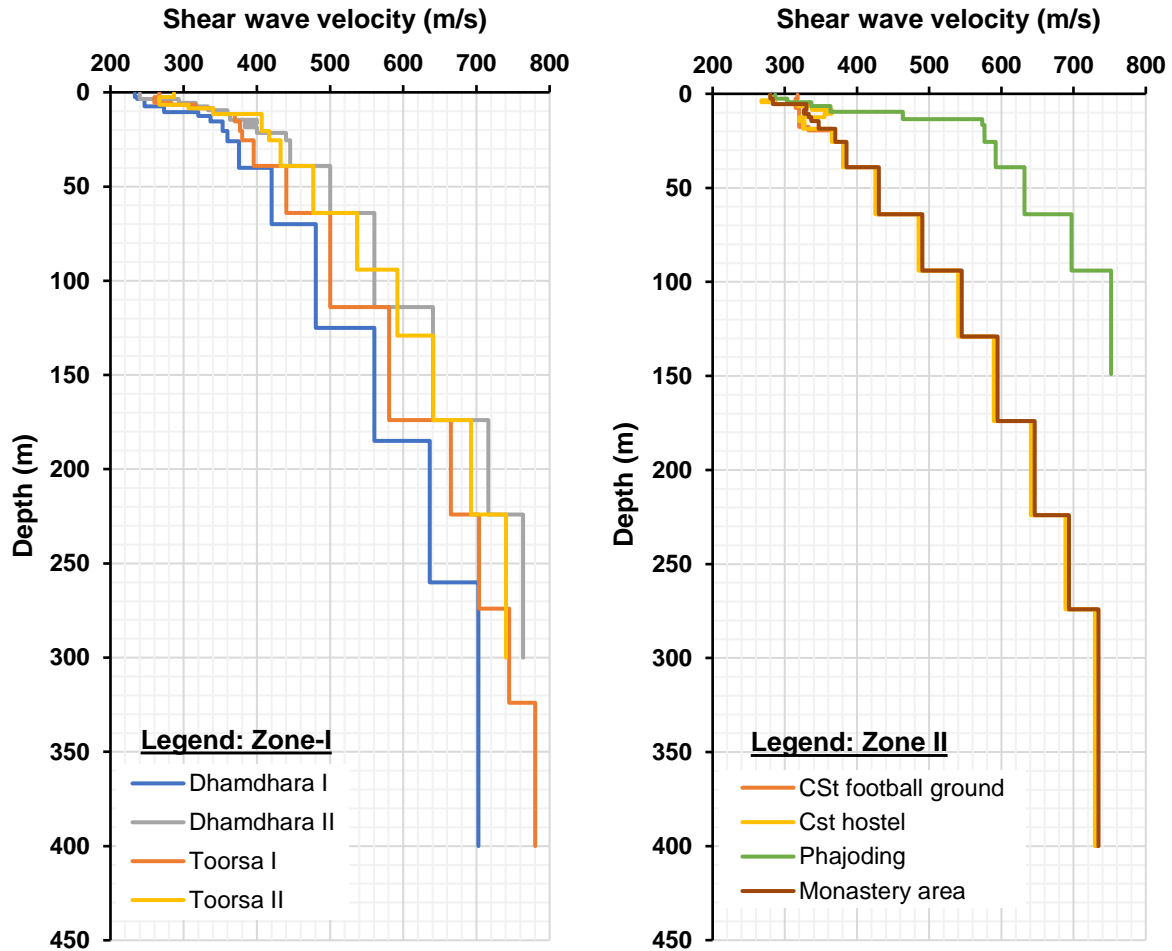 Shear wave velocity (m/s)
200 300 400 500 600 700 800
0
50
100
150
200
250
300
350
400
450
Depth (m)
Legend: Zone-I
Dhamdhara I
Dhamdhara II
Toorsa I
Toorsa II
Shear wave velocity (m/s)
200 300 400 500 600 700 800
0
50
100
150
200
250
300
350
400
450
Depth (m)
Legend: Zone II
CSt football ground
Cst hostel
Phajoding
Monastery area